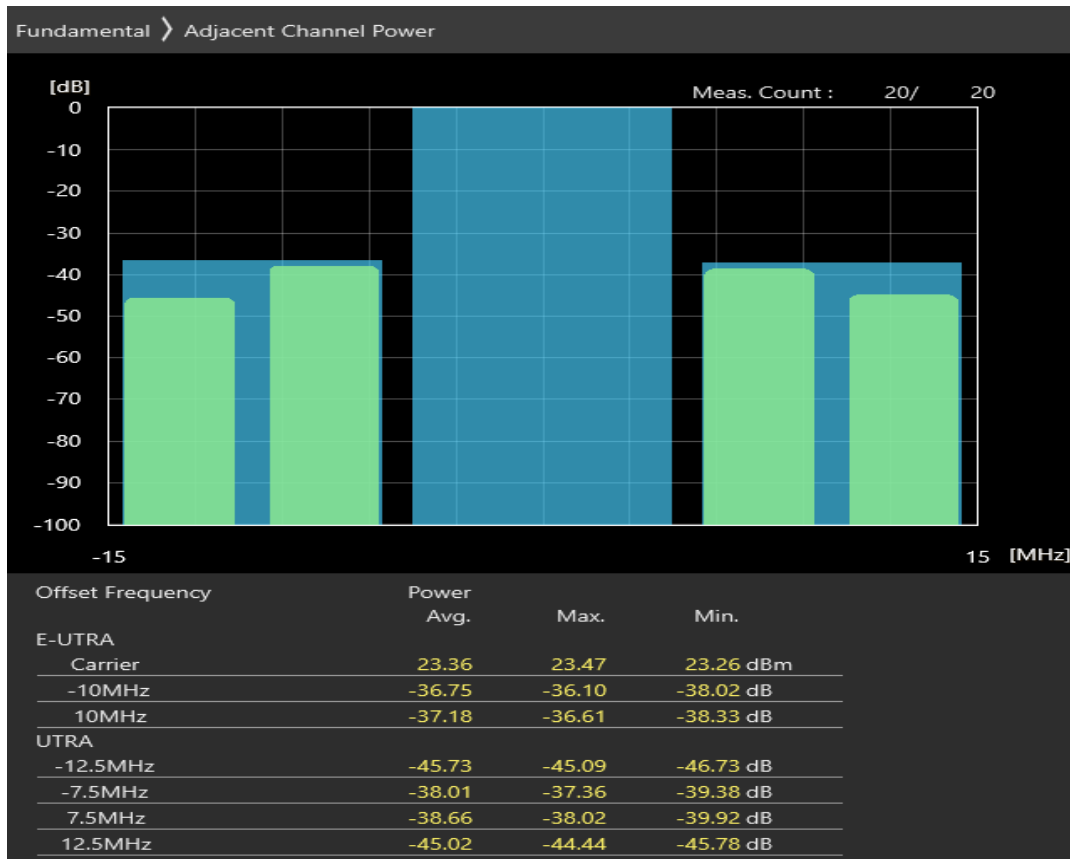 Fundamental 〉 Adjacent Channel Power
[dB]
Meas. Count : 20/ 20
0
-10
-20
-30
-40
-50
-60
-70
-80
-90
-100
-15 15 [MHz]
Offset Frequency Power
Avg. Max. Min.
E-UTRA
Carrier 23.36 23.47 23.26 dBm
-10MHz -36.75 -36.10 -38.02 dB
10MHz -37.18 -36.61 -38.33 dB
UTRA
-12.5MHz -45.73 -45.09 -46.73 dB
-7.5MHz -38.01 -37.36 -39.38 dB
7.5MHz -38.66 -38.02 -39.92 dB
12.5MHz -45.02 -44.44 -45.78 dB